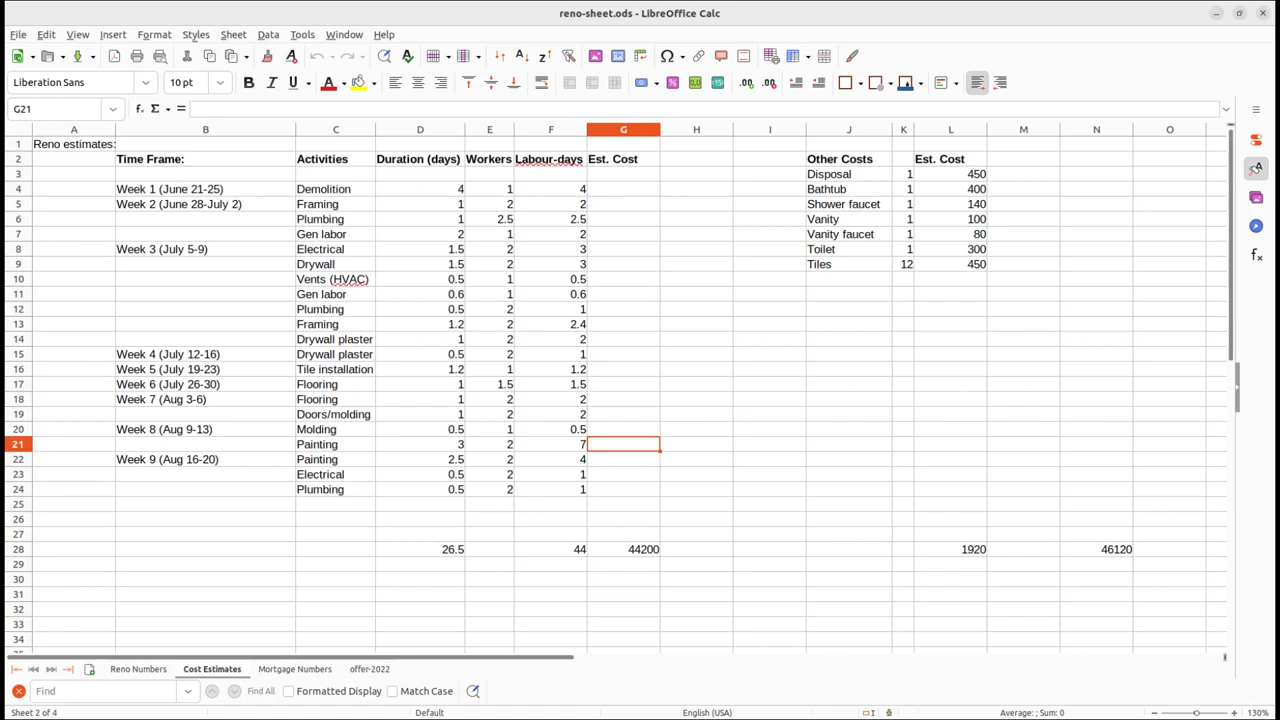 reno-sheet.ods - LibreOffice Calc
File Edit View Insert Format Styles Sheet Data Tools Window Help
Liberation Sans 10 pt
G21
A B C D E F G H I J K L M N O
1 Reno estimates:
2 Time Frame: Activities Duration (days) Workers Labour-days Est. Cost Other Costs Est. Cost
3 Disposal 1 450
4 Week 1 (June 21-25) Demolition 4 1 4 Bathtub 1 400
5 Week 2 (June 28-July 2) Framing 1 2 2 Shower faucet 1 140
6 Plumbing 1 2.5 2.5 Vanity 1 100
7 Gen labor 2 1 2 Vanity faucet 1 80
8 Week 3 (July 5-9) Electrical 1.5 2 3 Toilet 1 300
9 Drywall 1.5 2 3 Tiles 12 450
10 Vents (HVAC) 0.5 1 0.5
11 Gen labor 0.6 1 0.6
12 Plumbing 0.5 2 1
13 Framing 1.2 2 2.4
14 Drywall plaster 1 2 2
15 Week 4 (July 12-16) Drywall plaster 0.5 2 1
16 Week 5 (July 19-23) Tile installation 1.2 1 1.2
17 Week 6 (July 26-30) Flooring 1 1.5 1.5
18 Week 7 (Aug 3-6) Flooring 1 2 2
19 Doors/molding 1 2 2
20 Week 8 (Aug 9-13) Molding 0.5 1 0.5
21 Painting 3 2 7
22 Week 9 (Aug 16-20) Painting 2.5 2 4
23 Electrical 0.5 2 1
24 Plumbing 0.5 2 1
25
26
27
28 26.5 44 44200 1920 46120
29
30
31
32
33
34
Reno Numbers Cost Estimates Mortgage Numbers offer-2022
Find Find All Formatted Display Match Case
Sheet 2 of 4 Default English (USA) Average: ; Sum: 0 130%